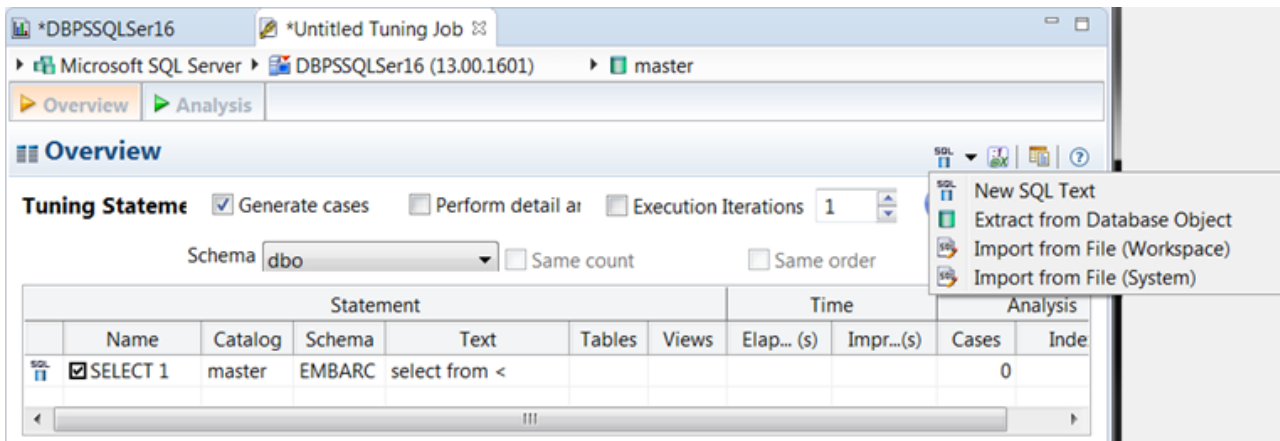 *DBPSSQLSer16 *Untitled Tuning Job
Microsoft SQL Server DBPSSQLSer16 (13.00.1601) master
Overview Analysis
Overview
SQL
SQL New SQL Text
Tuning Stateme Generate cases Perform detail ar Execution Iterations 1
Extract from Database Object
Import from File (Workspace)
Schema dbo Same count Same order
Import from File (System)
Statement Time Analysis
Name Catalog Schema Text Tables Views Elap... (s) Impr...(s) Cases Inde
SQL SELECT 1 master EMBARC select from < 0